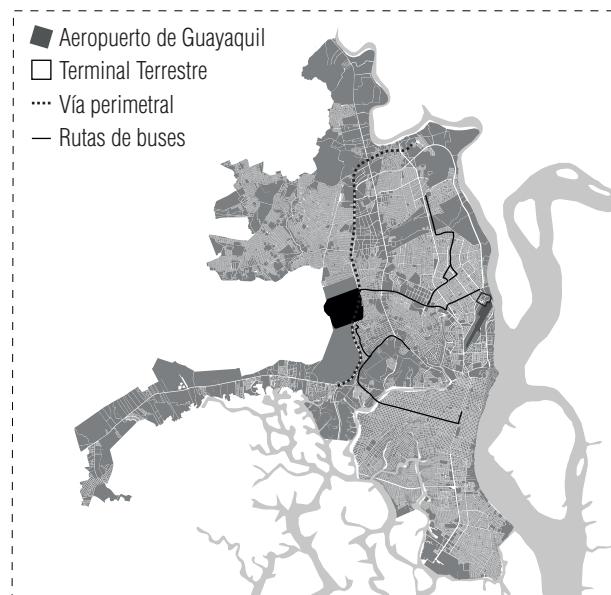 Aeropuerto de Guayaquil
Terminal Terrestre
Vía perimetral
Rutas de buses